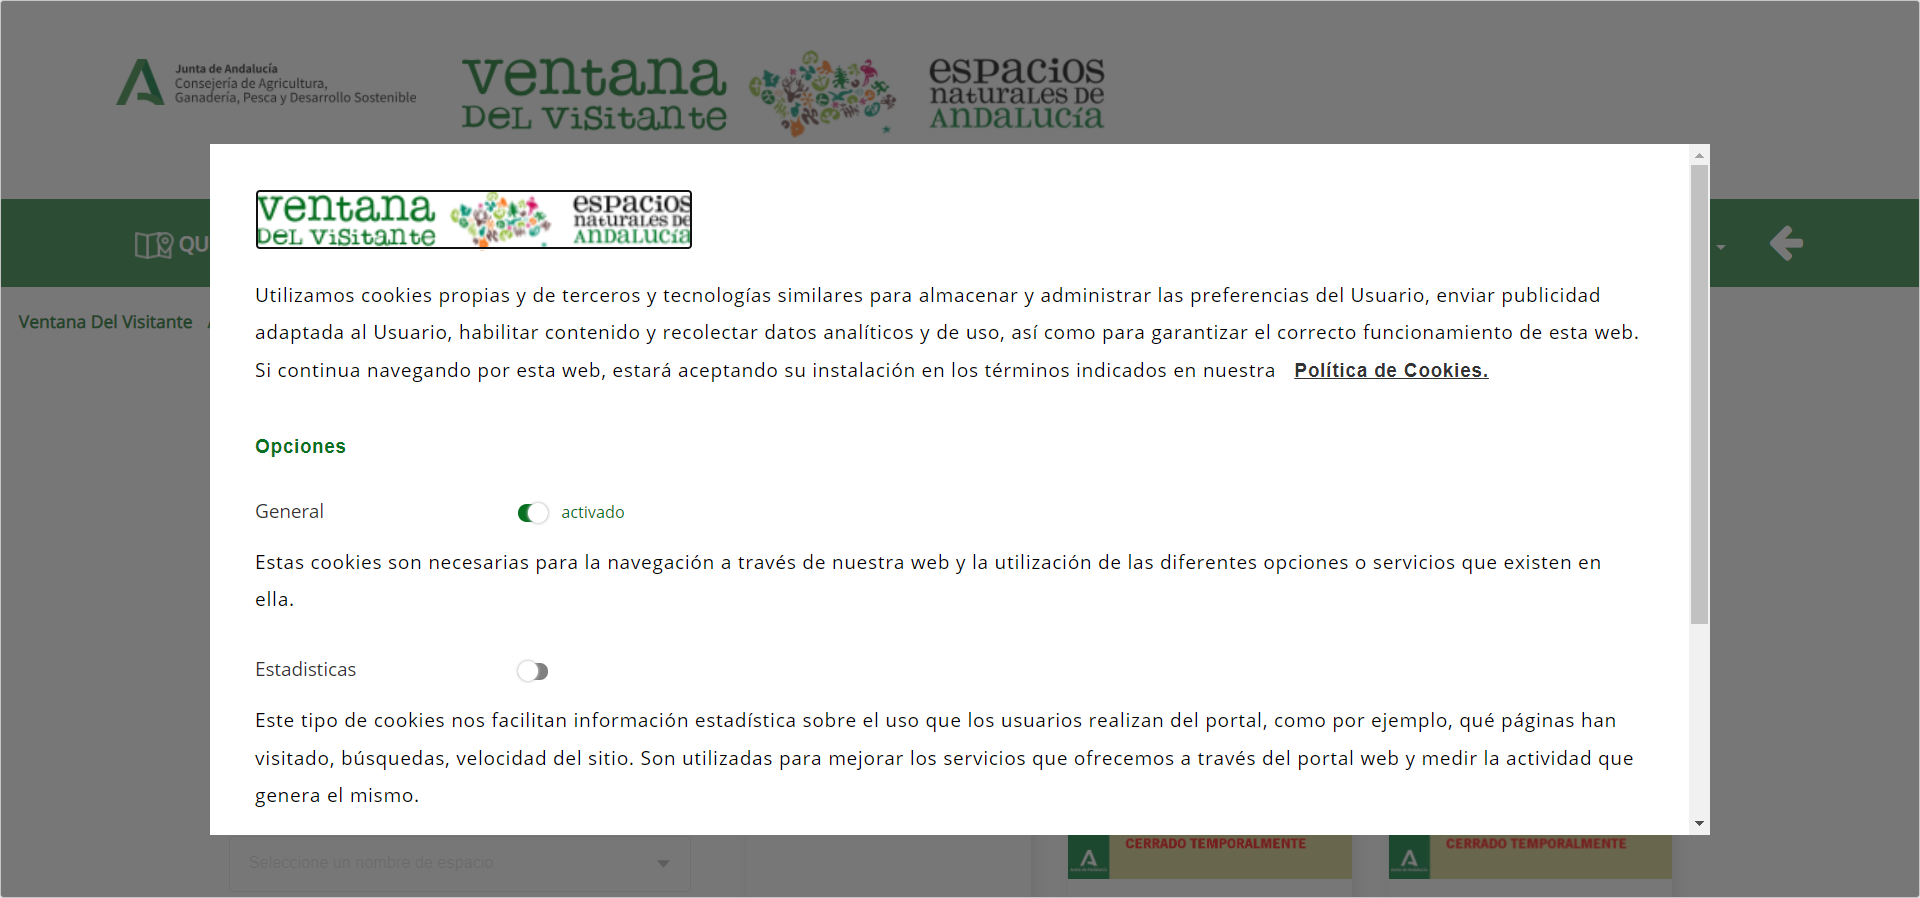 Junta de Andalucía
Consejería de Agricultura,
Ganadería, Pesca y Desarrollo Sostenible
ventana
DEL VISITANTE
ESPACIOS
NATURALES DE
ANDALUCÍA
QU
Ventana Del Visitante /
ventana
DEL VISITANTE
ESPACIOS
NATURALES DE
ANDALUCÍA
Utilizamos cookies propias y de terceros y tecnologías similares para almacenar y administrar las preferencias del Usuario, enviar publicidad
adaptada al Usuario, habilitar contenido y recolectar datos analíticos y de uso, así como para garantizar el correcto funcionamiento de esta web.
Si continua navegando por esta web, estará aceptando su instalación en los términos indicados en nuestra Política de Cookies.
Opciones
General activado
Estas cookies son necesarias para la navegación a través de nuestra web y la utilización de las diferentes opciones o servicios que existen en
ella.
Estadisticas
Este tipo de cookies nos facilitan información estadística sobre el uso que los usuarios realizan del portal, como por ejemplo, qué páginas han
visitado, búsquedas, velocidad del sitio. Son utilizadas para mejorar los servicios que ofrecemos a través del portal web y medir la actividad que
genera el mismo.
Seleccione un nombre de espacio
CERRADO TEMPORALMENTE
CERRADO TEMPORALMENTE